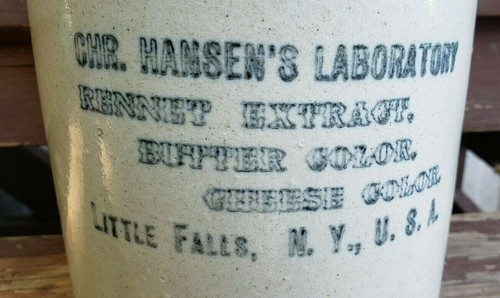 CHR. HANSEN'S LABORATORY
RENNET EXTRACT.
BUTTER COLOR.
CHEESE COLOR
LITTLE FALLS, N. Y., U. S. A.